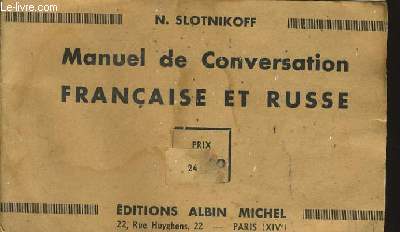 le-livre.com
N. SLOTNIKOFF
Manuel de Conversation
FRANÇAISE ET RUSSE
PRIX
24
ÉDITIONS ALBIN MICHEL
22, Rue Huyghens, 22 — PARIS (XIVᵉ)